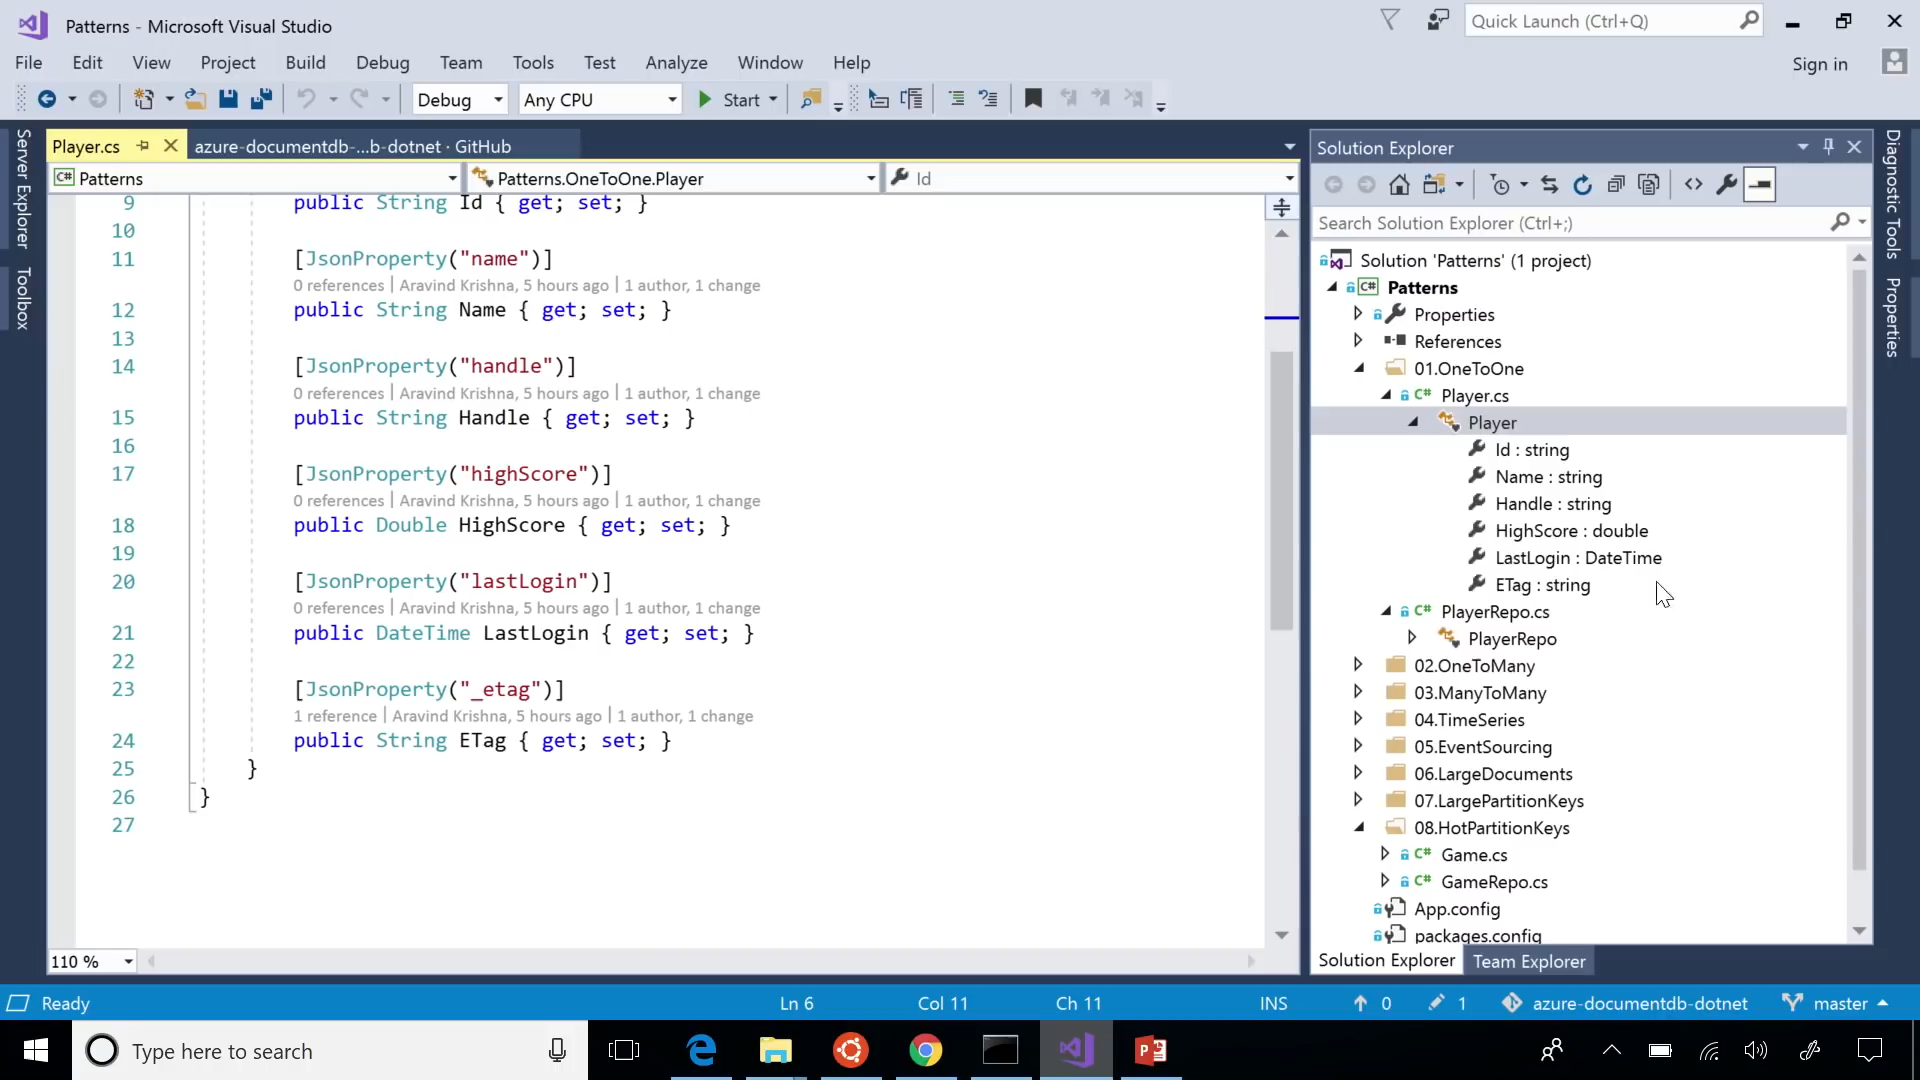 Patterns - Microsoft Visual Studio
Quick Launch (Ctrl+Q)
File Edit View Project Build Debug Team Tools Test Analyze Window Help
Sign in
Debug Any CPU Start
Server Explorer
Toolbox
Player.cs azure-documentdb-...b-dotnet · GitHub
C# Patterns Patterns.OneToOne.Player Id
9 public String Id { get; set; }
10
11 [JsonProperty("name")]
0 references | Aravind Krishna, 5 hours ago | 1 author, 1 change
12 public String Name { get; set; }
13
14 [JsonProperty("handle")]
0 references | Aravind Krishna, 5 hours ago | 1 author, 1 change
15 public String Handle { get; set; }
16
17 [JsonProperty("highScore")]
0 references | Aravind Krishna, 5 hours ago | 1 author, 1 change
18 public Double HighScore { get; set; }
19
20 [JsonProperty("lastLogin")]
0 references | Aravind Krishna, 5 hours ago | 1 author, 1 change
21 public DateTime LastLogin { get; set; }
22
23 [JsonProperty("_etag")]
1 reference | Aravind Krishna, 5 hours ago | 1 author, 1 change
24 public String ETag { get; set; }
25 }
26 }
27
110 %
Solution Explorer
Search Solution Explorer (Ctrl+;)
Solution 'Patterns' (1 project)
C# Patterns
Properties
References
01.OneToOne
C# Player.cs
Player
Id : string
Name : string
Handle : string
HighScore : double
LastLogin : DateTime
ETag : string
C# PlayerRepo.cs
PlayerRepo
02.OneToMany
03.ManyToMany
04.TimeSeries
05.EventSourcing
06.LargeDocuments
07.LargePartitionKeys
08.HotPartitionKeys
C# Game.cs
C# GameRepo.cs
App.config
packages.config
Solution Explorer Team Explorer
Diagnostic Tools
Properties
Ready Ln 6 Col 11 Ch 11 INS 0 1 azure-documentdb-dotnet master
Type here to search